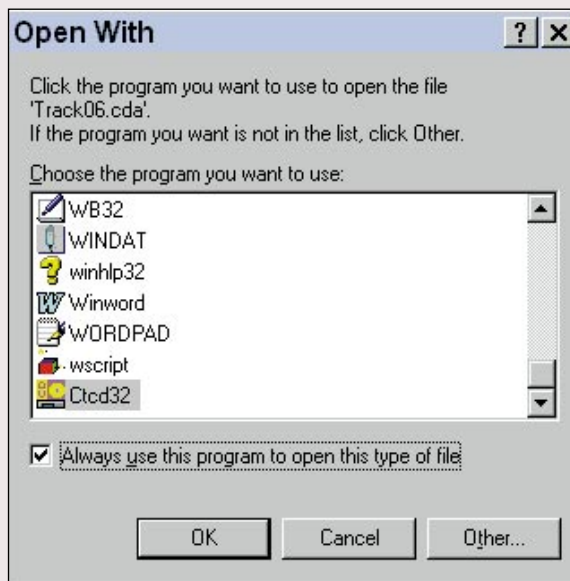 Open With
Click the program you want to use to open the file
'Track06.cda'.
If the program you want is not in the list, click Other.
Choose the program you want to use:
WB32
WINDAT
winhlp32
Winword
WORDPAD
wscript
Ctcd32
Always use this program to open this type of file
OK
Cancel
Other...